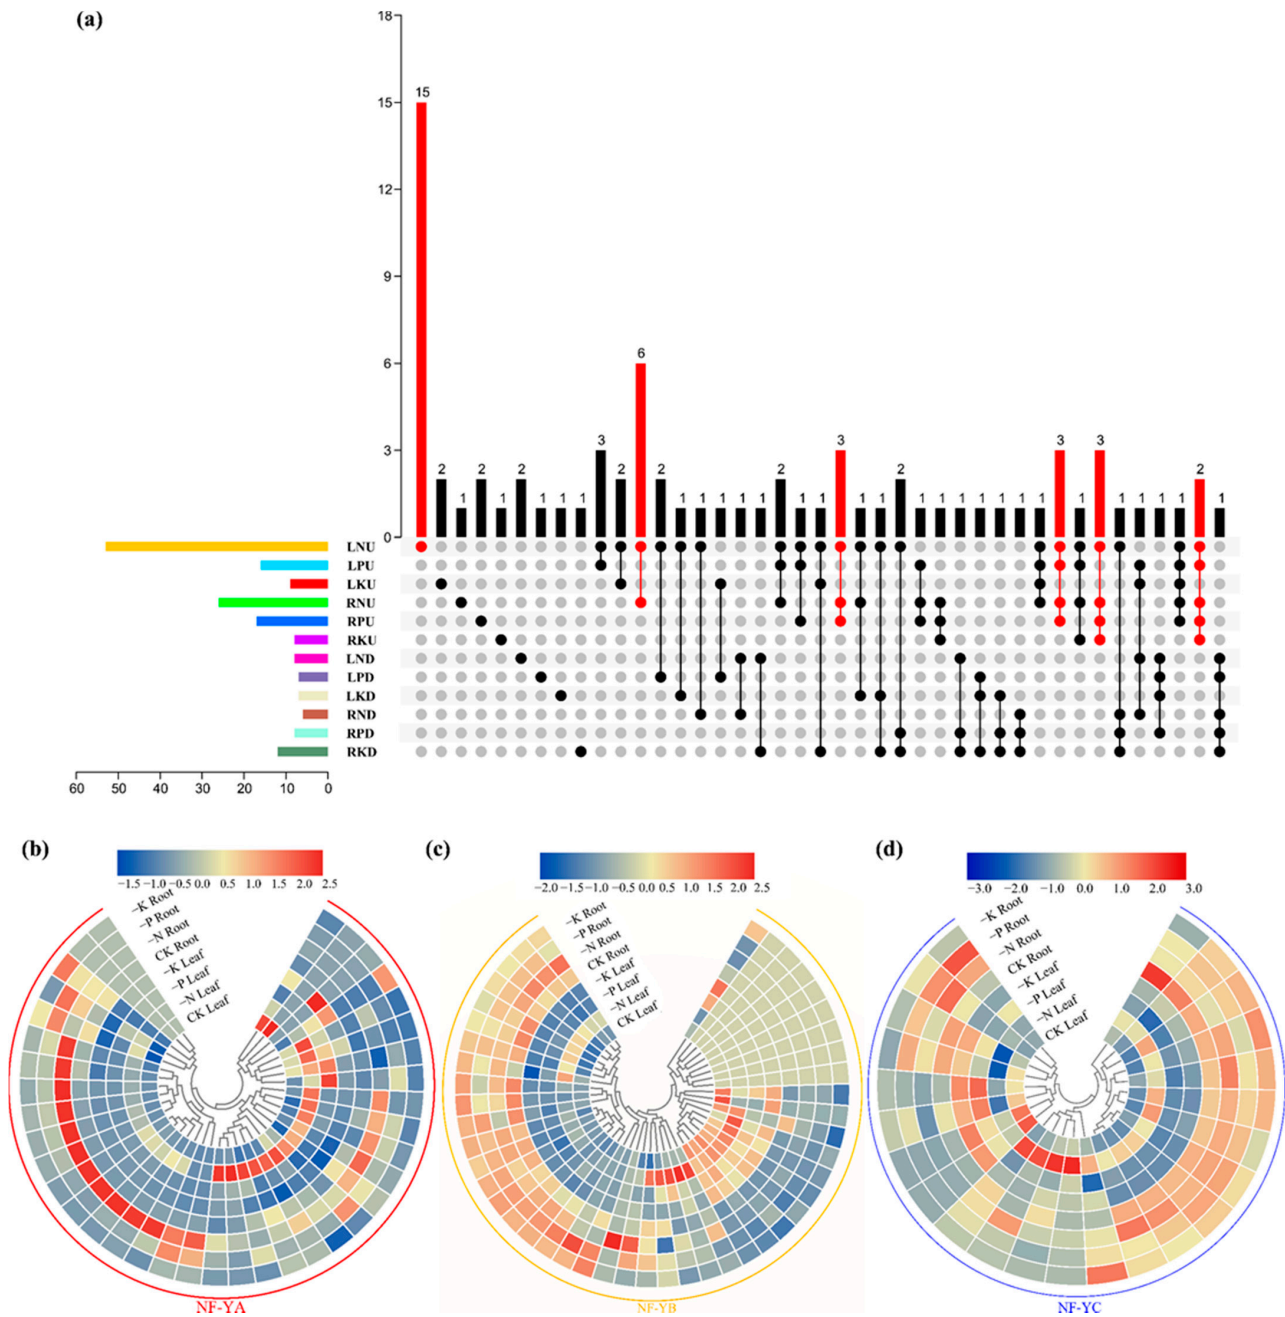 (a)
18
15
15
12
9
6
6
3
3 3 3 3
2 2 2 2 2 2 2 2
1 1 1 1 1 1 1 1 1 1 1 1 1 1 1 1 1 1 1 1 1 1 1 1 1 1 1
0
LNU
LPU
LKU
RNU
RPU
RKU
LND
LPD
LKD
RND
RPD
RKD
60 50 40 30 20 10 0
(b)
−1.5 −1.0 −0.5 0.0 0.5 1.0 1.5 2.0 2.5
−K Root
−P Root
−N Root
CK Root
−K Leaf
−P Leaf
−N Leaf
CK Leaf
NF-YA
(c)
−2.0 −1.5 −1.0 −0.5 0.0 0.5 1.0 1.5 2.0 2.5
−K Root
−P Root
−N Root
CK Root
−K Leaf
−P Leaf
−N Leaf
CK Leaf
NF-YB
(d)
−3.0 −2.0 −1.0 0.0 1.0 2.0 3.0
−K Root
−P Root
−N Root
CK Root
−K Leaf
−P Leaf
−N Leaf
CK Leaf
NF-YC